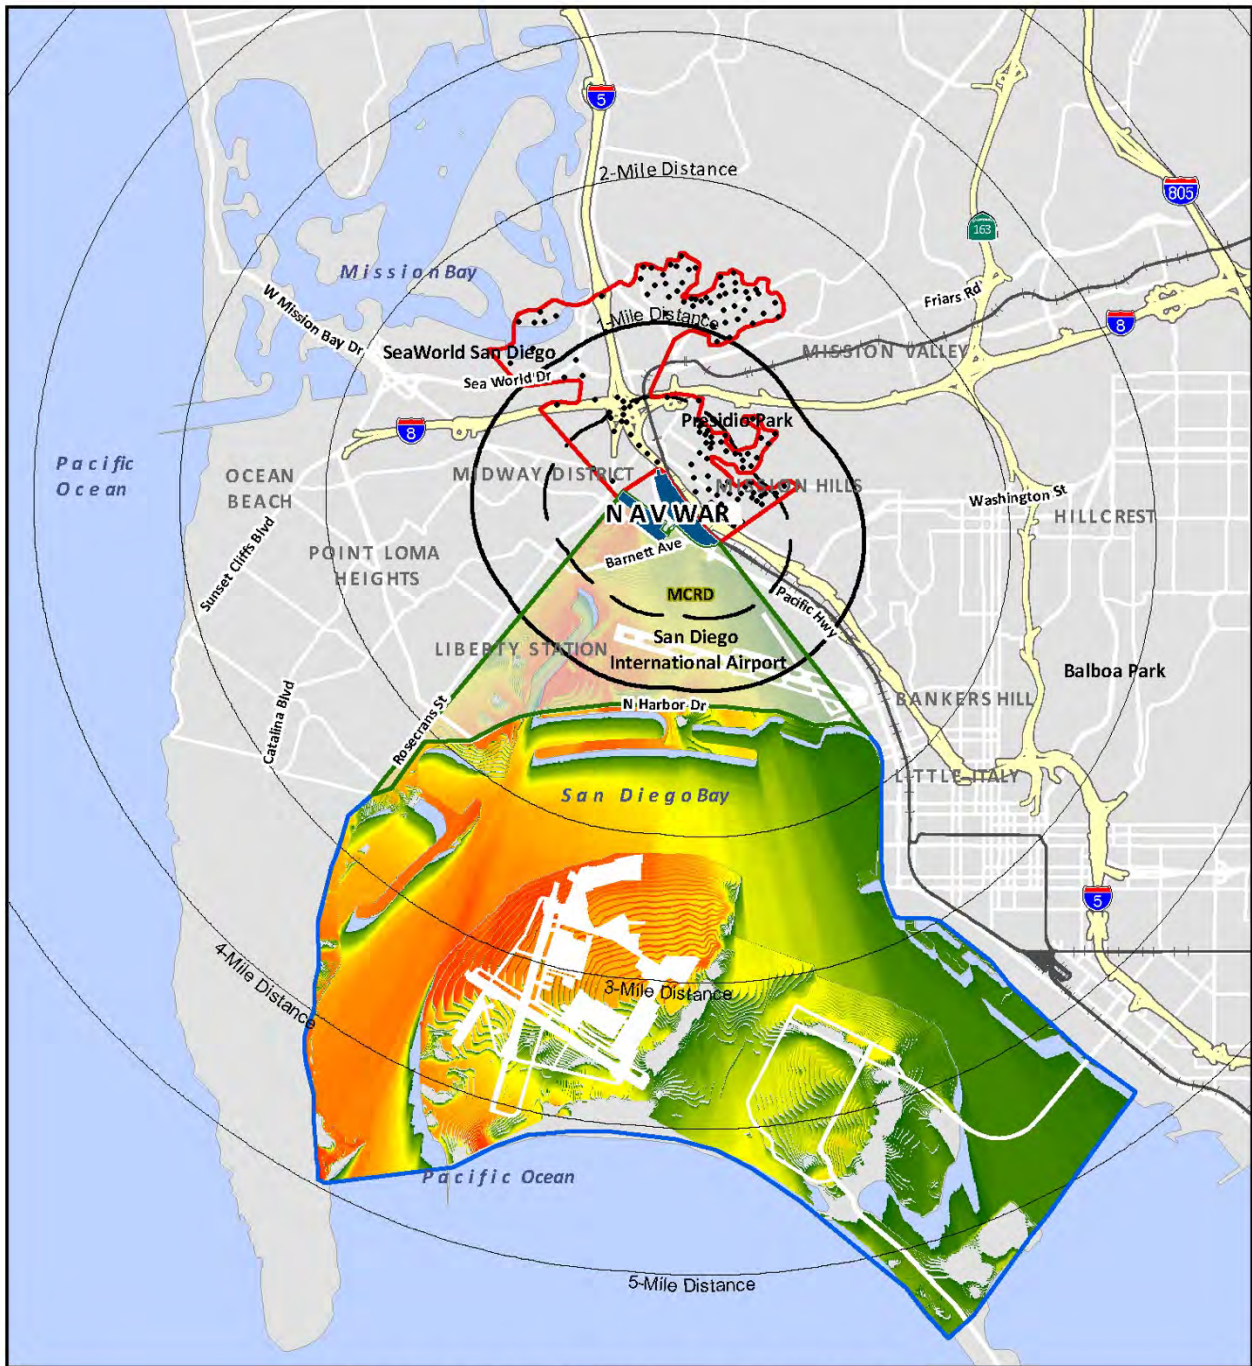 5
2-Mile Distance
805
163
Mission Bay
Friars Rd
W Mission Bay Dr
1-Mile Distance
8
SeaWorld San Diego
MISSION VALLEY
Sea World Dr
Presidio Park
8
Pacific
Ocean
OCEAN
BEACH
MIDWAY DISTRICT
MISSION HILLS
Washington St
NAVWAR
HILLCREST
Sunset Cliffs Blvd
POINT LOMA
HEIGHTS
Barnett Ave
MCRD
Pacific Hwy
San Diego
International Airport
LIBERTY STATION
Balboa Park
Catalina Blvd
Rosecrans St
N Harbor Dr
BANKERS HILL
LITTLE ITALY
San Diego Bay
5
4-Mile Distance
3-Mile Distance
Pacific Ocean
5-Mile Distance